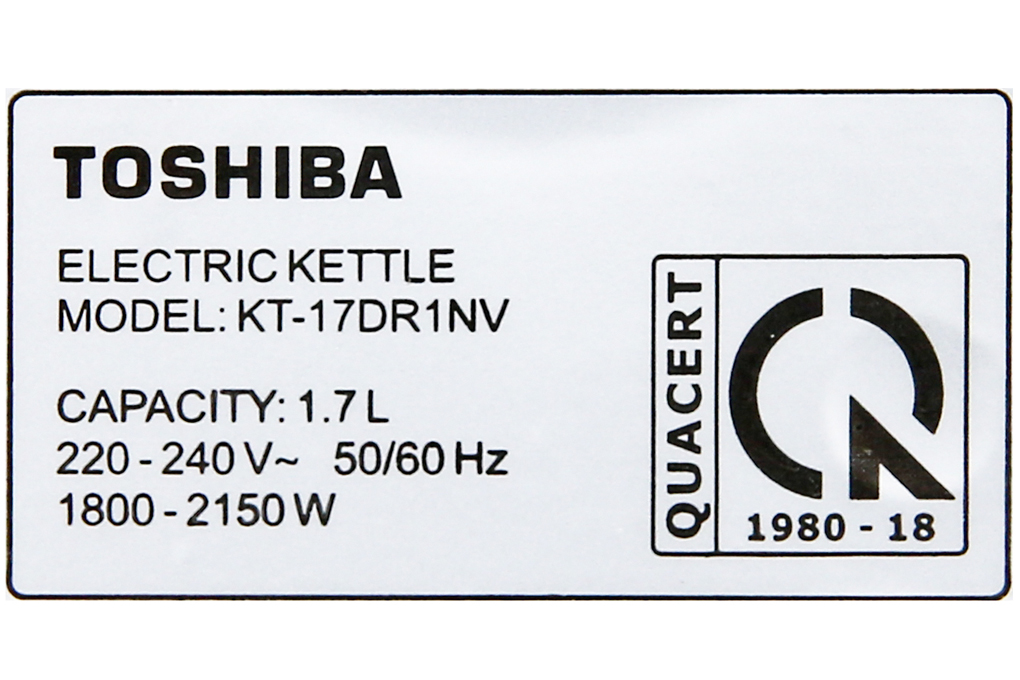 TOSHIBA
ELECTRIC KETTLE
MODEL: KT-17DR1NV
CAPACITY: 1.7 L
220 - 240 V~ 50/60 Hz
1800 - 2150 W
QUACERT
1980 - 18